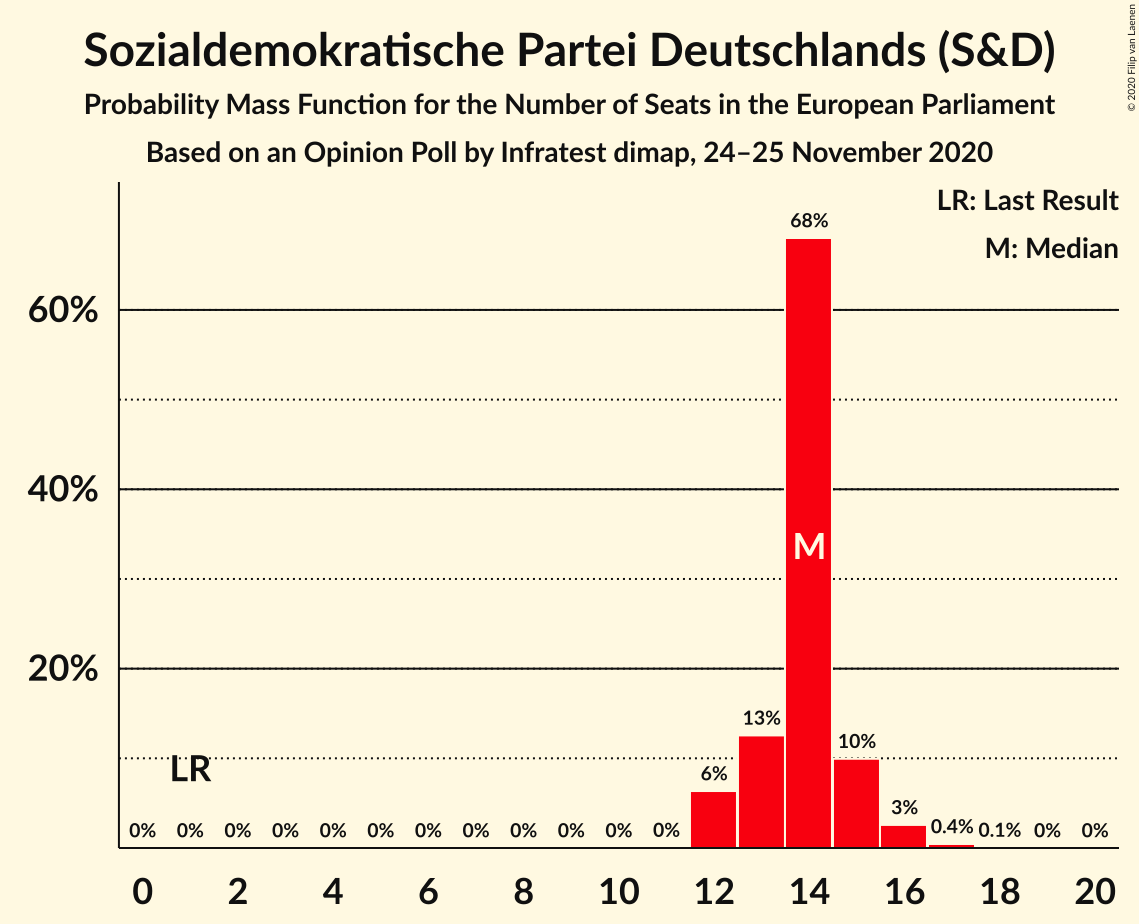 Sozialdemokratische Partei Deutschlands (S&D)
Probability Mass Function for the Number of Seats in the European Parliament
Based on an Opinion Poll by Infratest dimap, 24–25 November 2020
© 2020 Filip van Laenen
LR: Last Result
M: Median
68%
60%
40%
M
20%
13%
10%
6%
LR
3%
0% 0% 0% 0% 0% 0% 0% 0% 0% 0% 0% 0% 0.4% 0.1% 0% 0%
0 2 4 6 8 10 12 14 16 18 20